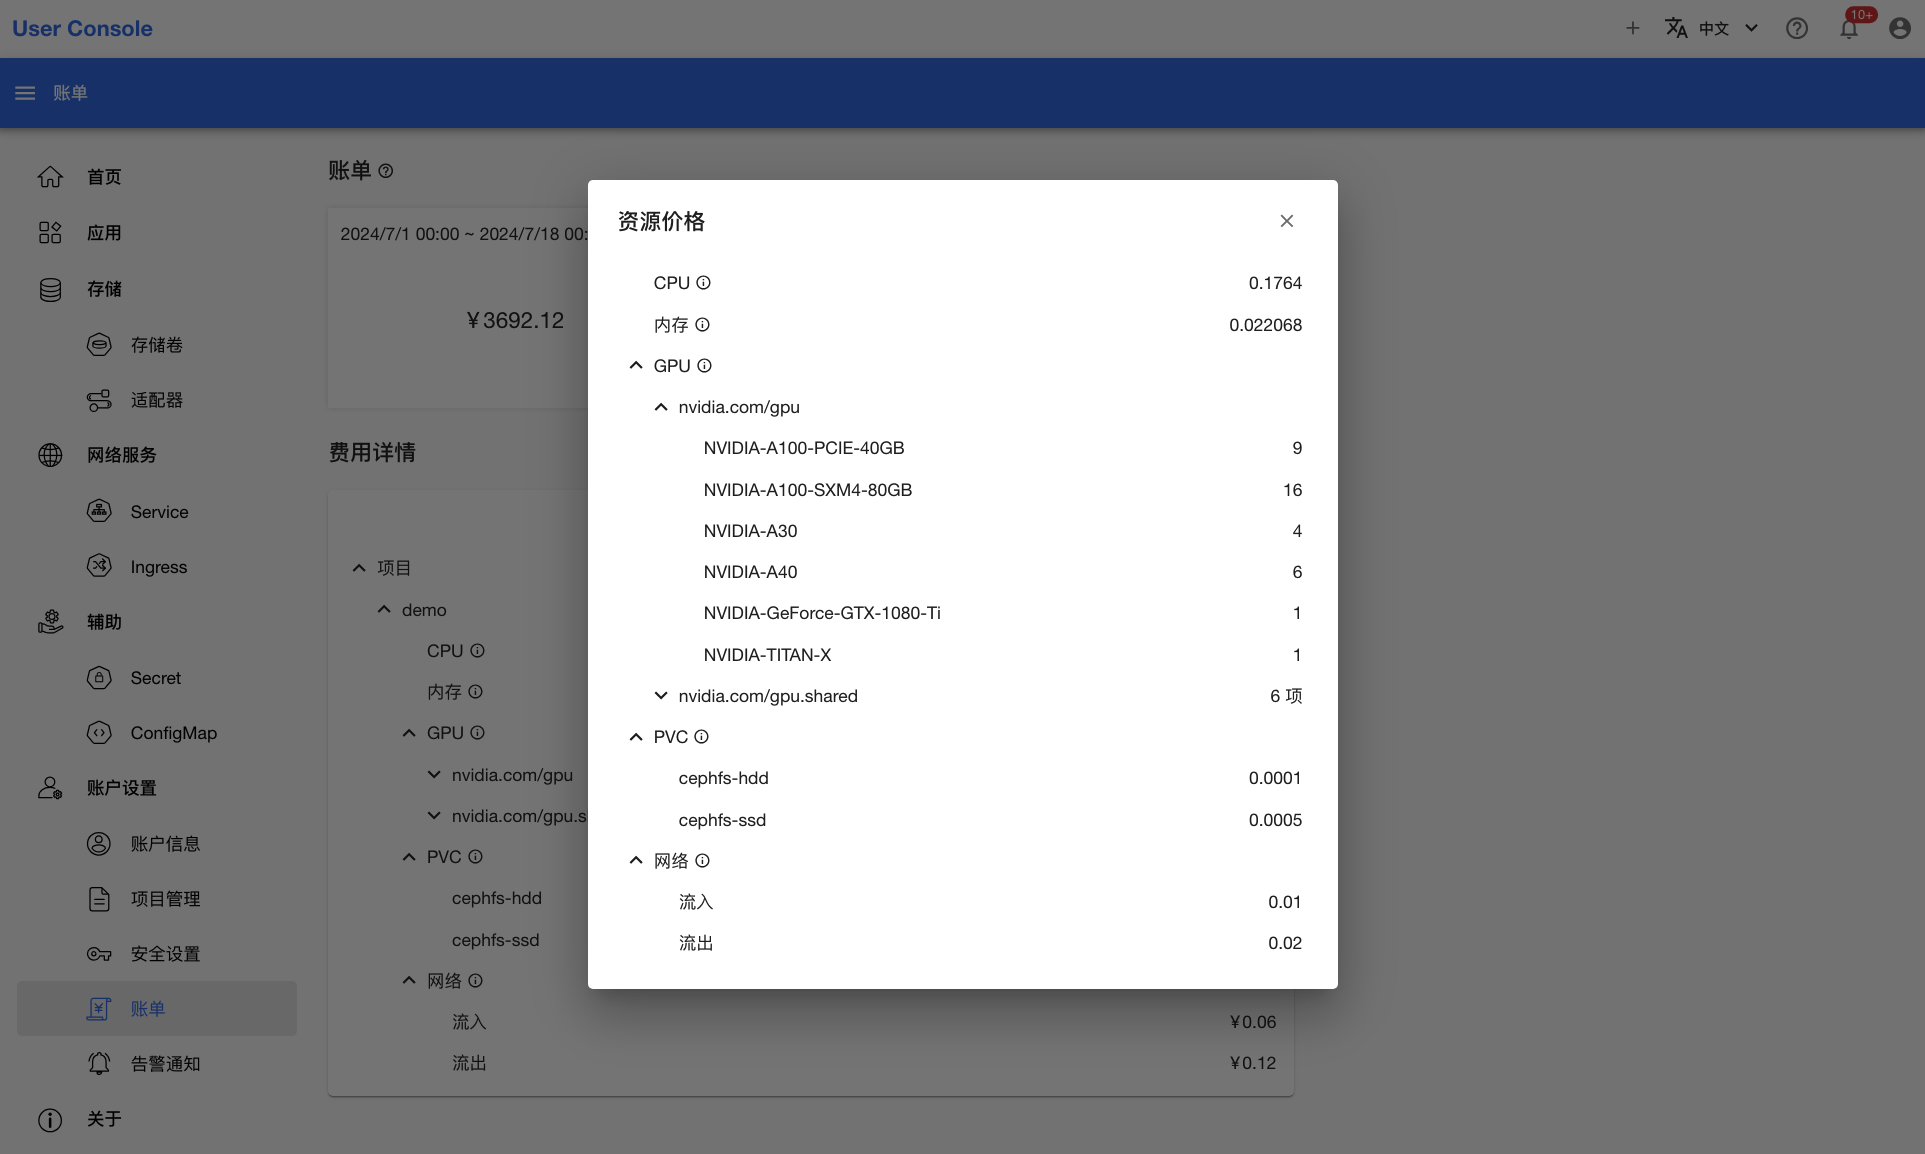 User Console
中文
10+
账单
首页
应用
存储
存储卷
适配器
网络服务
Service
Ingress
辅助
Secret
ConfigMap
账户设置
账户信息
项目管理
安全设置
账单
告警通知
关于
账单
2024/7/1 00:00 ~ 2024/7/18 00:
¥3692.12
费用详情
项目
demo
CPU
内存
GPU
nvidia.com/gpu
nvidia.com/gpu.s
PVC
cephfs-hdd
cephfs-ssd
网络
流入 ¥0.06
流出 ¥0.12
资源价格
CPU 0.1764
内存 0.022068
GPU
nvidia.com/gpu
NVIDIA-A100-PCIE-40GB 9
NVIDIA-A100-SXM4-80GB 16
NVIDIA-A30 4
NVIDIA-A40 6
NVIDIA-GeForce-GTX-1080-Ti 1
NVIDIA-TITAN-X 1
nvidia.com/gpu.shared 6 项
PVC
cephfs-hdd 0.0001
cephfs-ssd 0.0005
网络
流入 0.01
流出 0.02